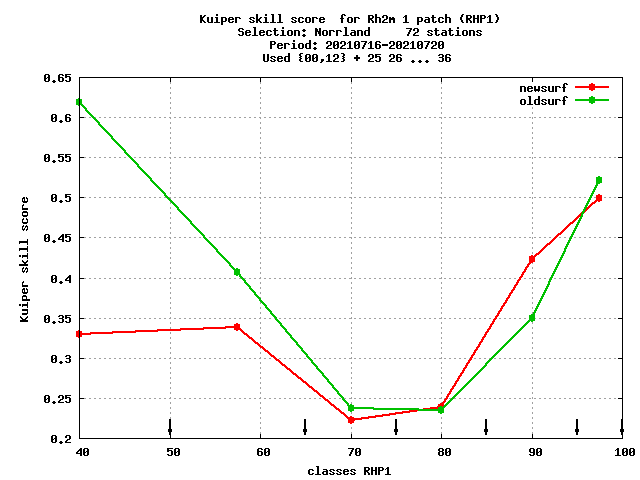 Kuiper skill score  for Rh2m 1 patch (RHP1)
Selection: Norrland     72 stations
Period: 20210716-20210720
Used {00,12} + 25 26 ... 36
newsurf
oldsurf
0.65
0.6
0.55
0.5
0.45
0.4
0.35
0.3
0.25
0.2
Kuiper skill score
40 50 60 70 80 90 100
classes RHP1